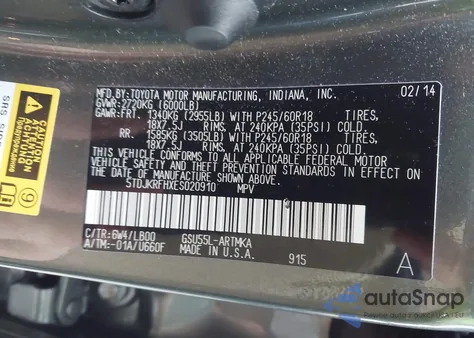 MFD. BY: TOYOTA MOTOR MANUFACTURING, INDIANA, INC. 02/14
GVWR: 2720KG (6000LB)
GAWR: FRT. 1340KG (2955LB) WITH P245/60R18 TIRES,
18X7.5J RIMS, AT 240KPA (35PSI) COLD
RR. 1585KG (3505LB) WITH P245/60R18 TIRES,
18X7.5J RIMS, AT 240KPA (35PSI) COLD
THIS VEHICLE CONFORMS TO ALL APPLICABLE FEDERAL MOTOR
VEHICLE SAFETY AND THEFT PREVENTION STANDARDS IN EFFECT
ON THE DATE OF MANUFACTURE SHOWN ABOVE.
5TDJKRFHXES020910 MPV
C/TR: 6W4/LB00 GSU55L-ARTMKA
A/TM: -01A/U660F MADE IN U.S.A. 915
A
SRS SIDE
CAUTION
ATTENTION
autoSnap